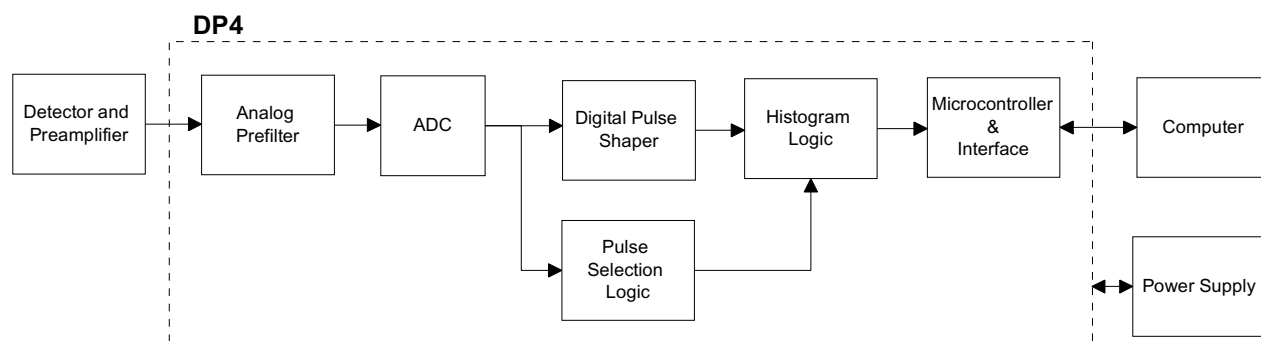 DP4
Detector and
Preamplifier
Analog
Prefilter
ADC
Digital Pulse
Shaper
Histogram
Logic
Microcontroller
&
Interface
Computer
Pulse
Selection
Logic
Power Supply